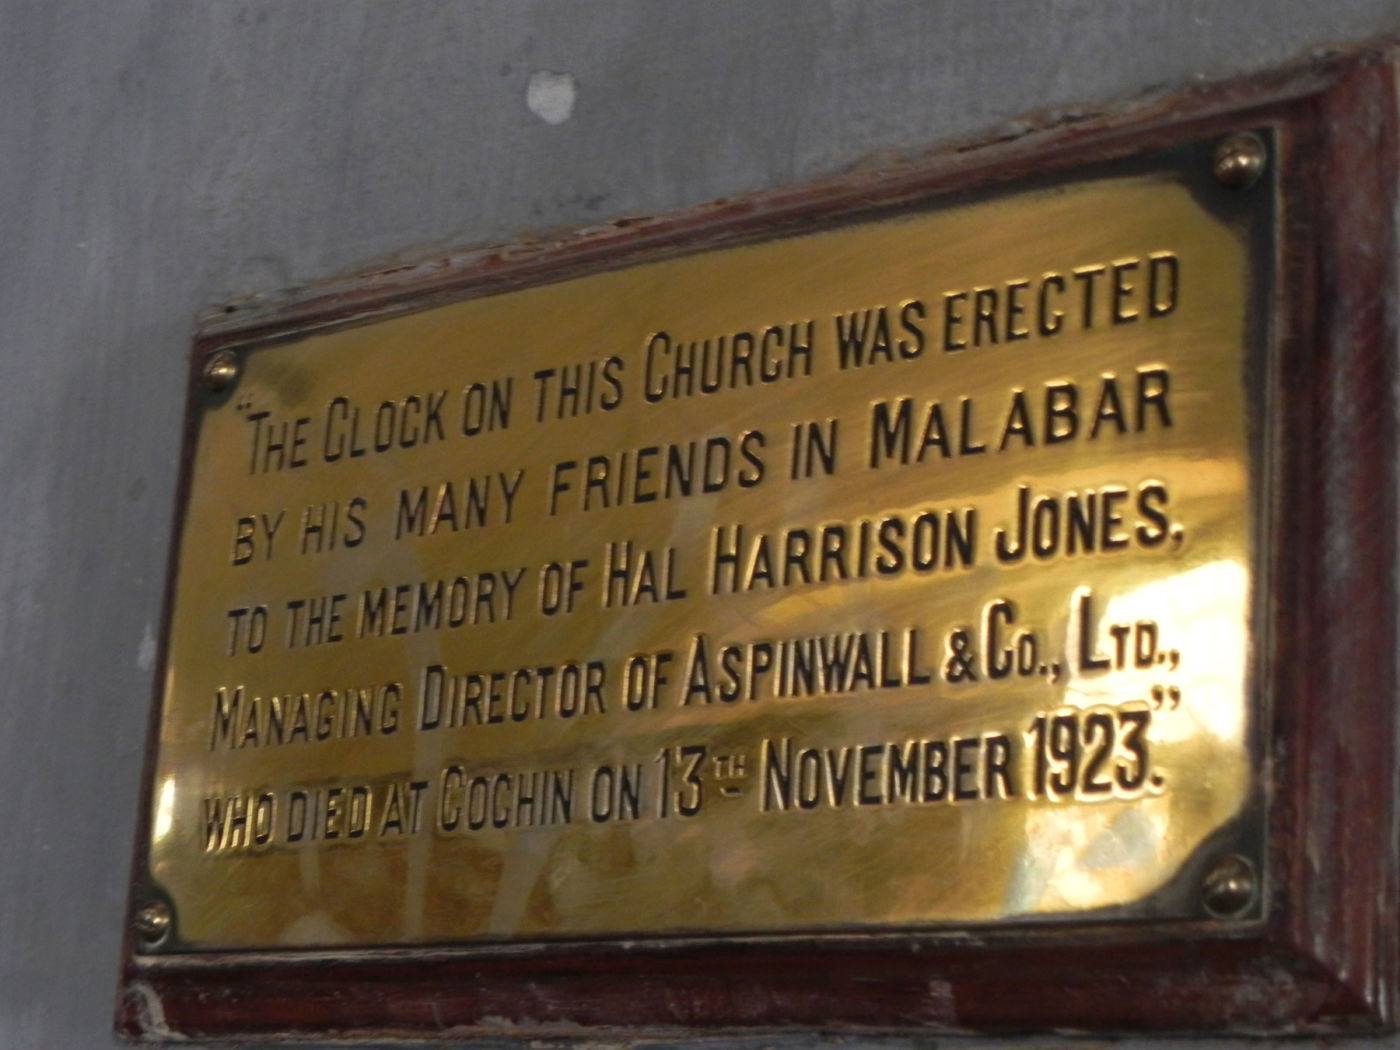 “The Clock on this Church was erected
by his many friends in Malabar
to the memory of Hal Harrison Jones,
Managing Director of Aspinwall & Co., Ltd.,
who died at Cochin on 13th November 1923.”